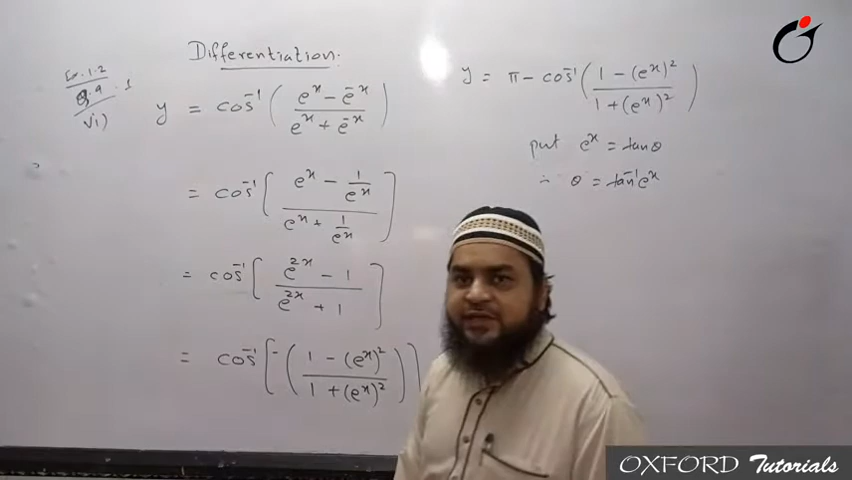 Differentiation.
Ex. 1.2
Q.9 . 1
vi)
y = cos⁻¹ ( (eˣ − e⁻ˣ) / (eˣ + e⁻ˣ) )
= cos⁻¹ [ (eˣ − 1/eˣ) / (eˣ + 1/eˣ) ]
= cos⁻¹ [ (e²ˣ − 1) / (e²ˣ + 1) ]
= cos⁻¹ [ − ( (1 − (eˣ)²) / (1 + (eˣ)²) ) ]
y = π − cos⁻¹ ( (1 − (eˣ)²) / (1 + (eˣ)²) )
put eˣ = tanθ
∴ θ = tan⁻¹eˣ
OXFORD Tutorials